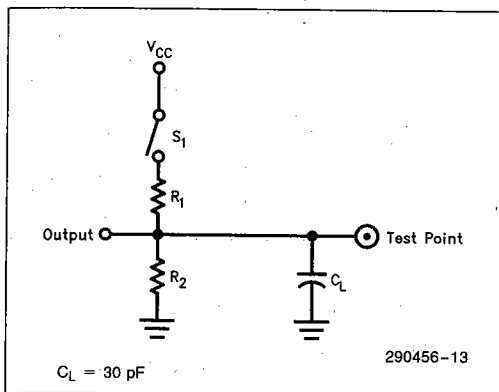 V_CC
S_1
R_1
Output
Test Point
R_2
C_L
C_L = 30 pF
290456-13